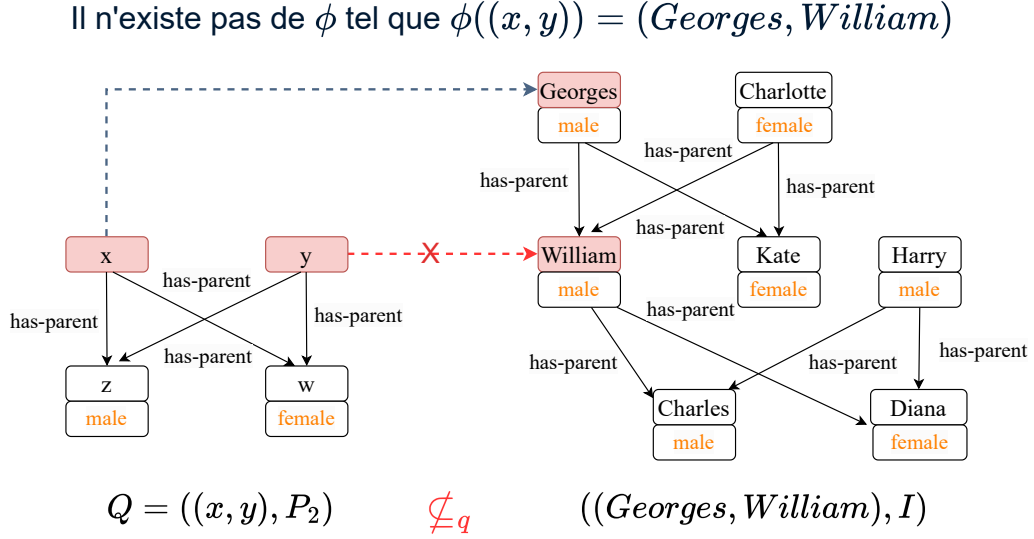 Il n'existe pas de ϕ tel que ϕ((x, y)) = (Georges, William)
Georges
Charlotte
male
female
has-parent
has-parent
has-parent
has-parent
x
y
X
William
Kate
Harry
male
female
male
has-parent
has-parent
has-parent
has-parent
has-parent
has-parent
has-parent
has-parent
z
w
male
female
Charles
Diana
male
female
Q = ((x, y), P₂)
⊈q
((Georges, William), I)